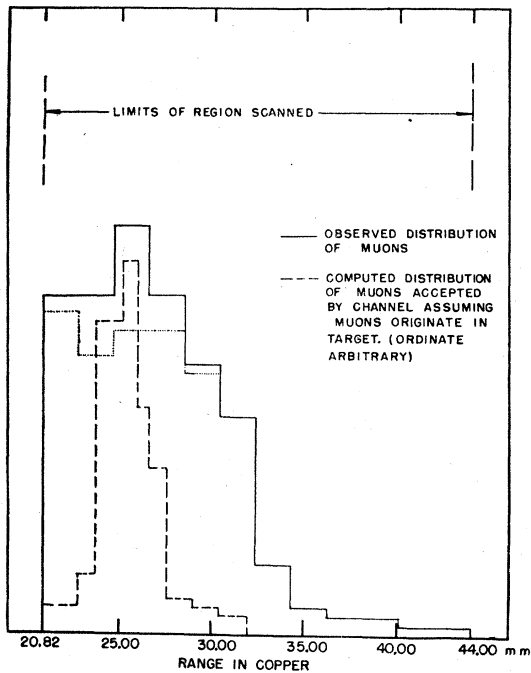 LIMITS OF REGION SCANNED
OBSERVED DISTRIBUTION
OF MUONS
COMPUTED DISTRIBUTION
OF MUONS ACCEPTED
BY CHANNEL ASSUMING
MUONS ORIGINATE IN
TARGET. (ORDINATE
ARBITRARY)
20.82 25.00 30.00 35.00 40.00 44.00 mm
RANGE IN COPPER